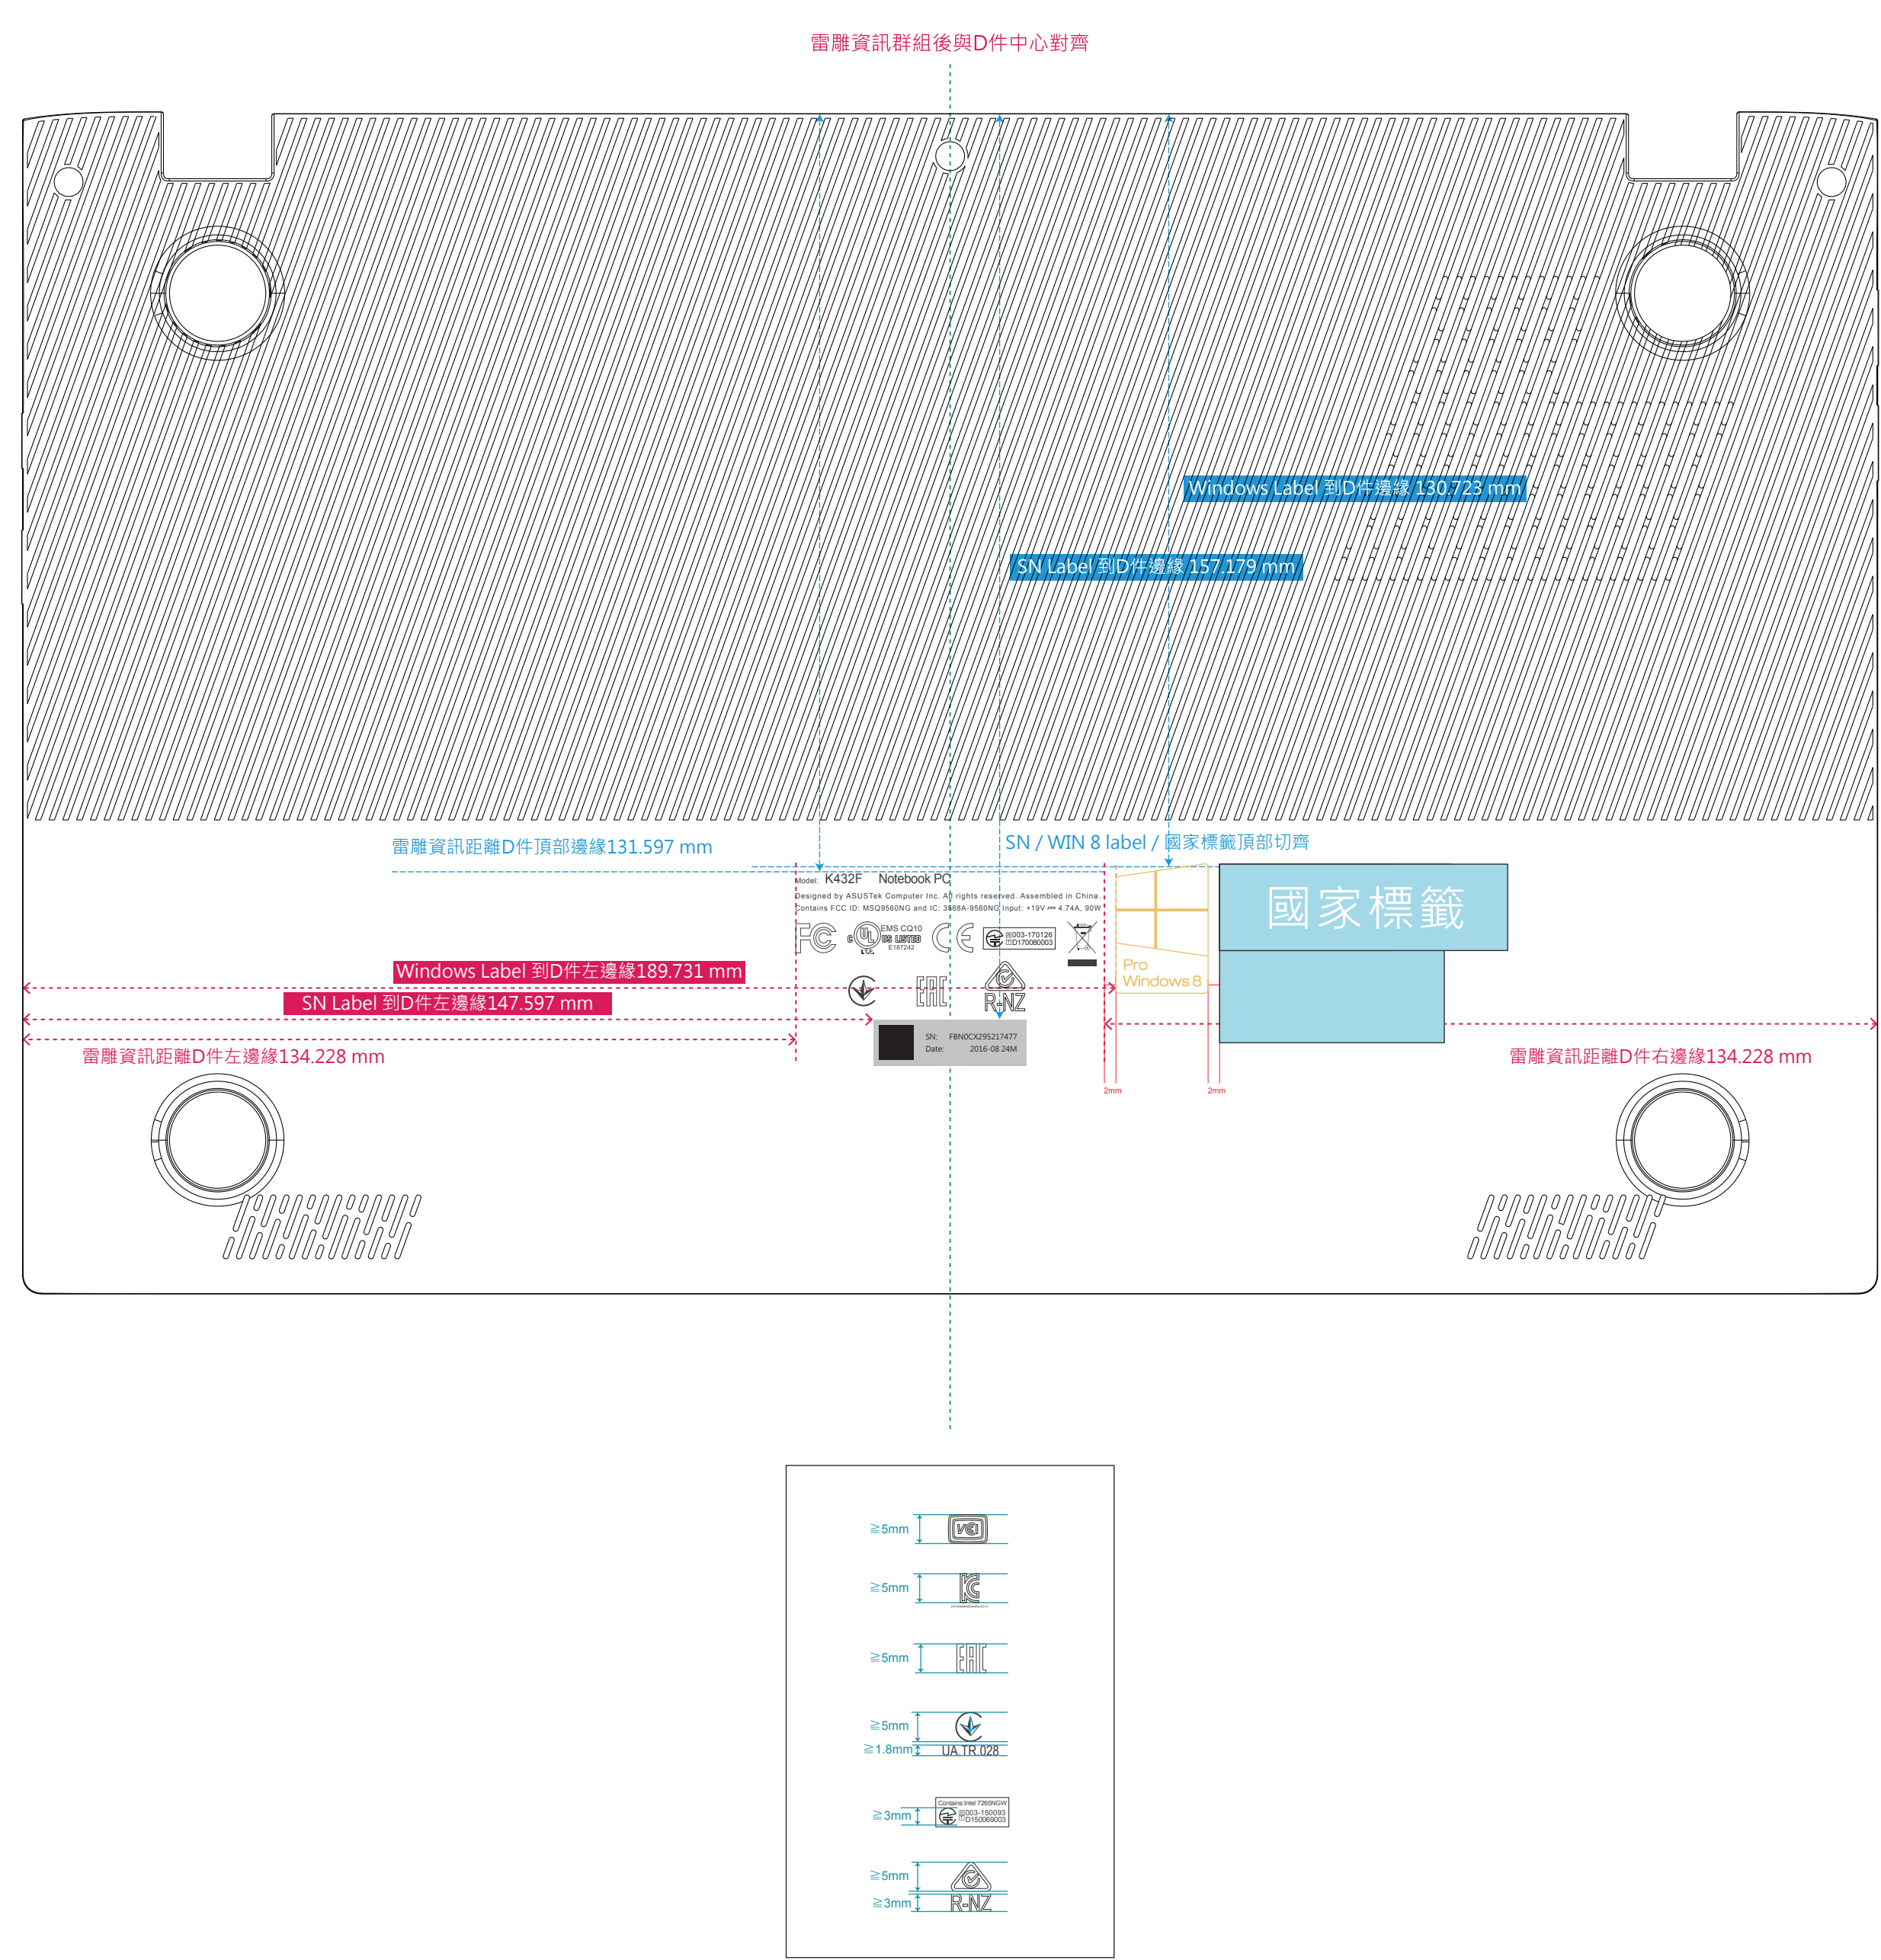 雷雕資訊群組後與D件中心對齊
Windows Label 到D件邊緣 130.723 mm
SN Label 到D件邊緣 157.179 mm
雷雕資訊距離D件頂部邊緣131.597 mm
SN / WIN 8 label / 國家標籤頂部切齊
Model: K432F Notebook PC
Designed by ASUSTek Computer Inc. All rights reserved. Assembled in China.
Contains FCC ID: MSQ9560NG and IC: 3568A-9560NG Input: +19V ⎓ 4.74A, 90W
FC
C UL US LISTED
I.T.E.
EMS CQ10
E187242
CE
R 003-170126
T D170080003
國家標籤
Pro
Windows 8
Windows Label 到D件左邊緣189.731 mm
SN Label 到D件左邊緣147.597 mm
EAC
R-NZ
SN: FBN0CX295217477
Date: 2016-08 24M
雷雕資訊距離D件左邊緣134.228 mm
雷雕資訊距離D件右邊緣134.228 mm
2mm
2mm
≧5mm
VCI
≧5mm
KC
≧5mm
EAC
≧5mm
≧1.8mm
UA.TR.028
Contains:Intel 7265NGW
≧3mm
R 003-150093
T D150069003
≧5mm
≧3mm
R-NZ